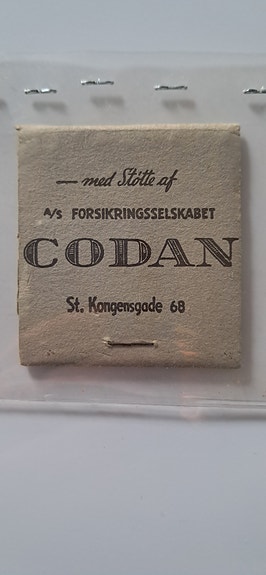 — med Støtte af
A/s FORSIKRINGSSELSKABET
CODAN
St. Kongensgade 68